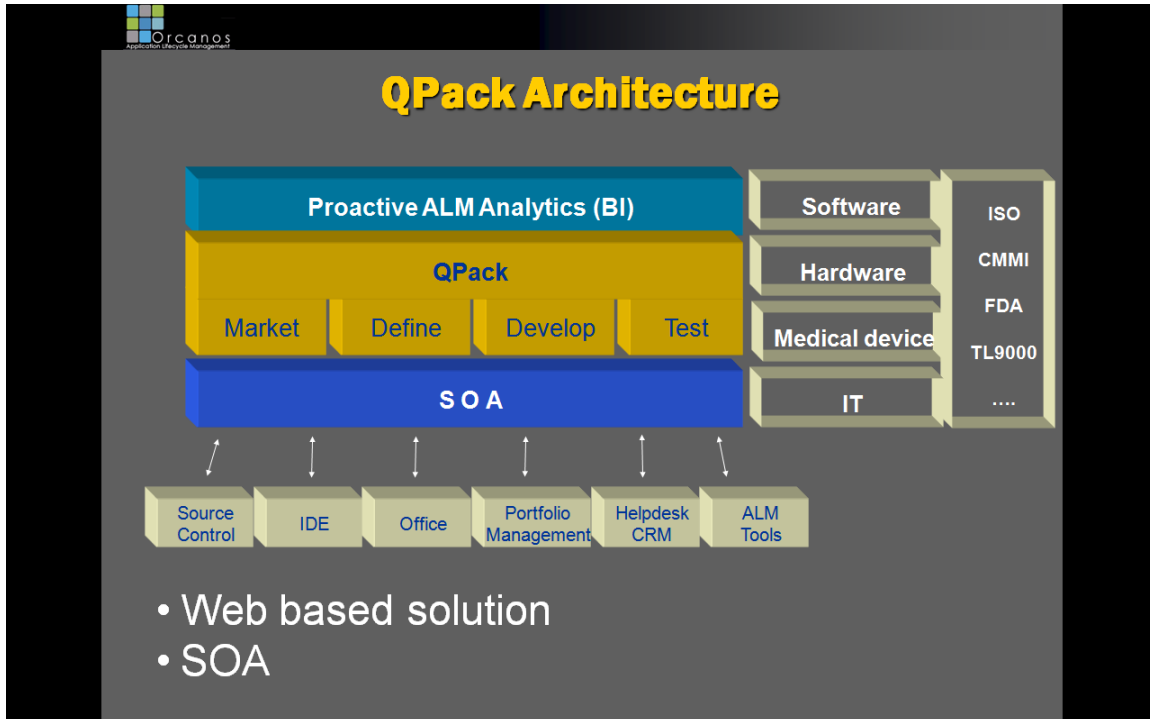 Orcanos
Application Lifecycle Management
QPack Architecture
Proactive ALM Analytics (BI)
QPack
Market
Define
Develop
Test
S O A
Software
Hardware
Medical device
IT
ISO
CMMI
FDA
TL9000
....
Source
Control
IDE
Office
Portfolio
Management
Helpdesk
CRM
ALM
Tools
• Web based solution
• SOA